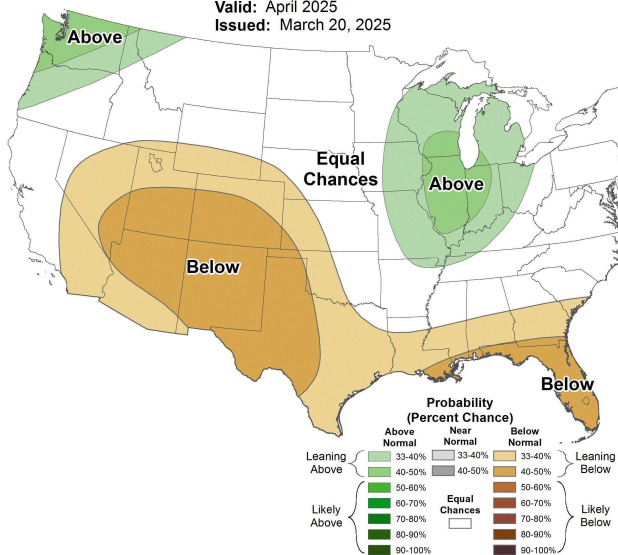 Valid: April 2025
Issued: March 20, 2025
Above
Equal
Chances
Above
Below
Below
Probability
(Percent Chance)
Above
Normal
Near
Normal
Below
Normal
Leaning
Above
33-40%
40-50%
33-40%
40-50%
33-40%
40-50%
Leaning
Below
Likely
Above
50-60%
60-70%
70-80%
80-90%
90-100%
Equal
Chances
50-60%
60-70%
70-80%
80-90%
90-100%
Likely
Below